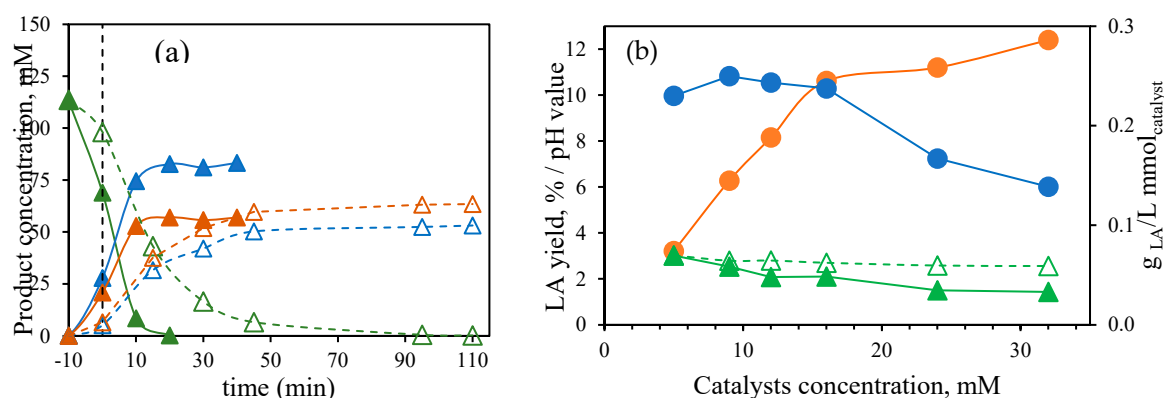 (a)
Product concentration, mM
150
125
100
75
50
25
0
-10 10 30 50 70 90 110
time (min)
(b)
LA yield, % / pH value
12
10
8
6
4
2
0
0 10 20 30
Catalysts concentration, mM
0.3
0.2
0.1
0.0
g LA/L mmolcatalyst